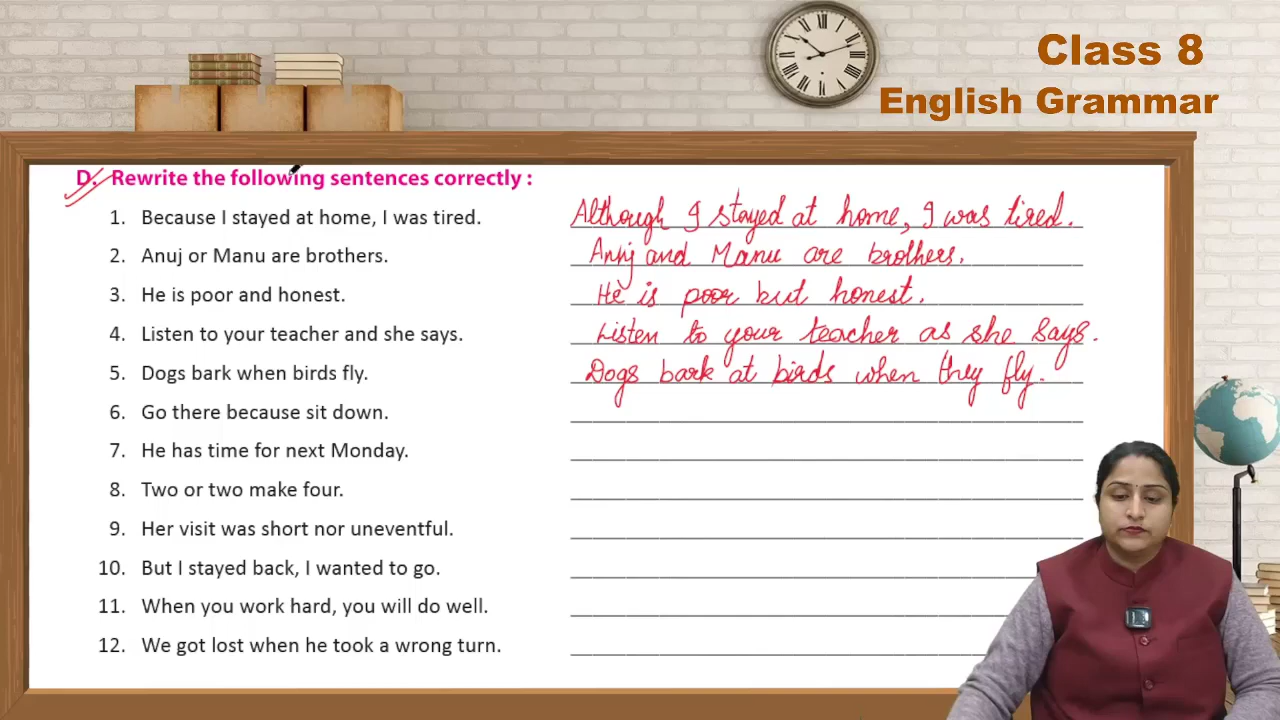 Class 8
English Grammar
D. Rewrite the following sentences correctly :
1. Because I stayed at home, I was tired. Although I stayed at home, I was tired.
2. Anuj or Manu are brothers. Anuj and Manu are brothers.
3. He is poor and honest. He is poor but honest.
4. Listen to your teacher and she says. Listen to your teacher as she says.
5. Dogs bark when birds fly. Dogs bark at birds when they fly.
6. Go there because sit down.
7. He has time for next Monday.
8. Two or two make four.
9. Her visit was short nor uneventful.
10. But I stayed back, I wanted to go.
11. When you work hard, you will do well.
12. We got lost when he took a wrong turn.